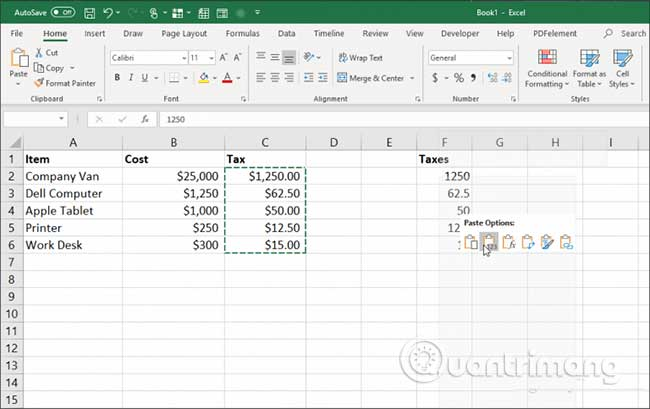 AutoSave Off Book1 - Excel
File Home Insert Draw Page Layout Formulas Data Review View Help PDFelement
Paste Cut Copy Format Painter Clipboard
Calibri 11 B I U Font
Wrap Text Merge & Center Alignment
General $ % Number
Conditional Formatting Format as Table Cell Styles Styles
fx 1250
A B C D E F G H I
1 Item Cost Tax Taxes
2 Company Van $25,000 $1,250.00 1250
3 Dell Computer $1,250 $62.50 62.5
4 Apple Tablet $1,000 $50.00 50
Paste Options:
5 Printer $250 $12.50
6 Work Desk $300 $15.00
7
8
9
10
11
12
13
14
15
Quantrimang